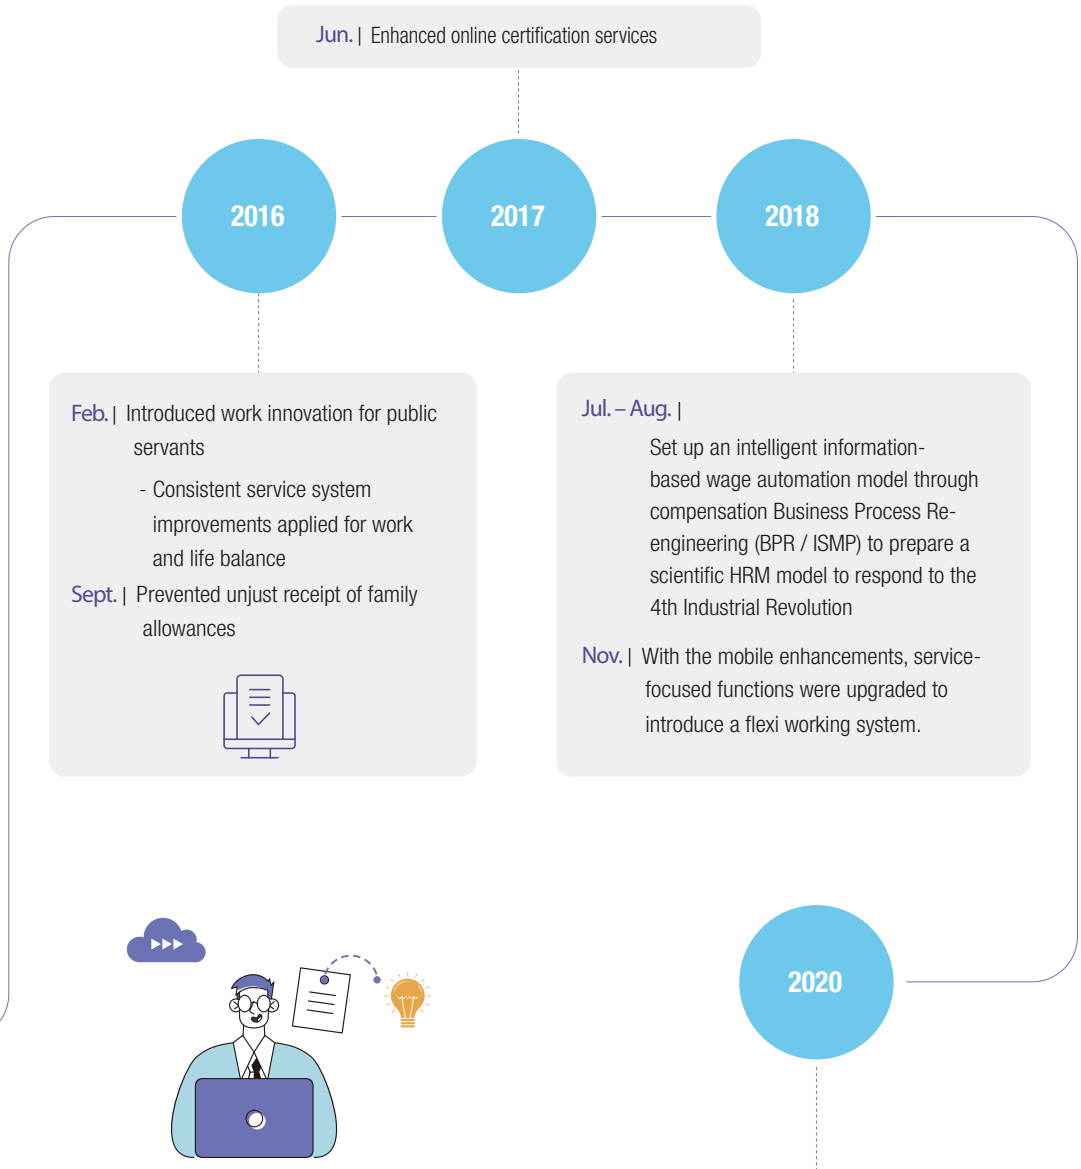 Jun. | Enhanced online certification services
2016
2017
2018
Feb. | Introduced work innovation for public
servants
- Consistent service system
improvements applied for work
and life balance
Sept. | Prevented unjust receipt of family
allowances
Jul. – Aug. |
Set up an intelligent information-
based wage automation model through
compensation Business Process Re-
engineering (BPR / ISMP) to prepare a
scientific HRM model to respond to the
4th Industrial Revolution
Nov. | With the mobile enhancements, service-
focused functions were upgraded to
introduce a flexi working system.
2020